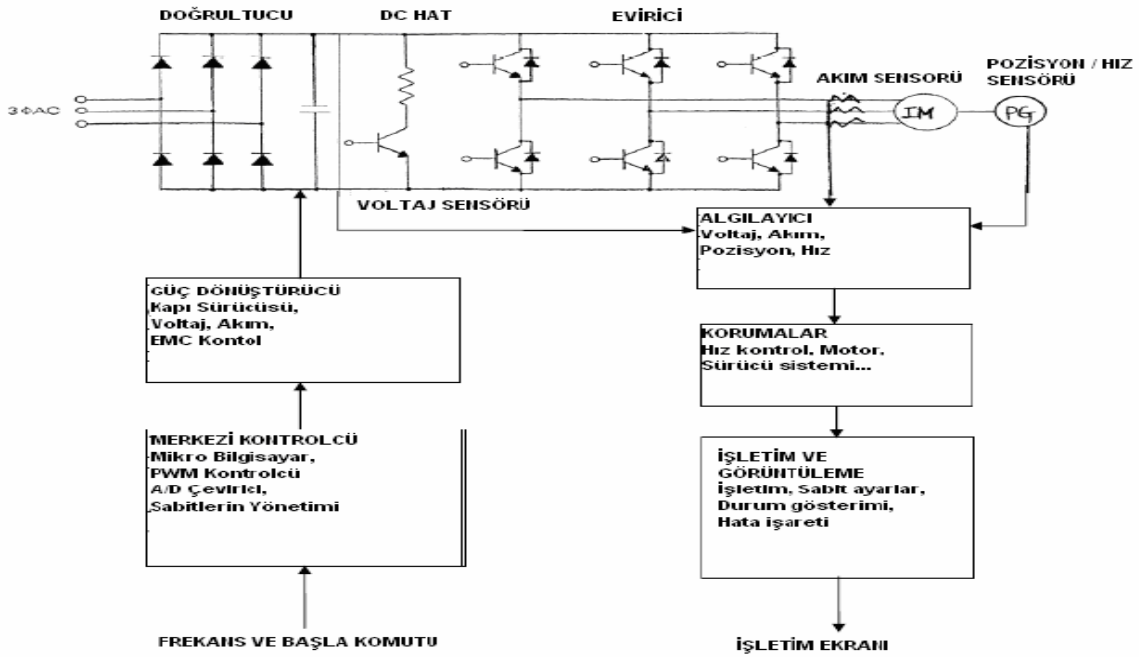 DOĞRULTUCU
DC HAT
EVİRİCİ
3ΦAC
AKIM SENSORÜ
POZİSYON / HIZ
SENSÖRÜ
IM
PG
VOLTAJ SENSÖRÜ
ALGILAYICI
Voltaj, Akım,
Pozisyon, Hız
GÜÇ DÖNÜŞTÜRÜCÜ
Kapı Sürücüsü,
Voltaj, Akım,
EMC Kontol
KORUMALAR
Hız kontrol, Motor,
Sürücü sistemi...
MERKEZİ KONTROLCÜ
Mikro Bilgisayar,
PWM Kontrolcü
A/D Çevirici,
Sabitlerin Yönetimi
İŞLETİM VE
GÖRÜNTÜLEME
İşletim, Sabit ayarlar,
Durum gösterimi,
Hata işareti
FREKANS VE BAŞLA KOMUTU
İŞLETİM EKRANI